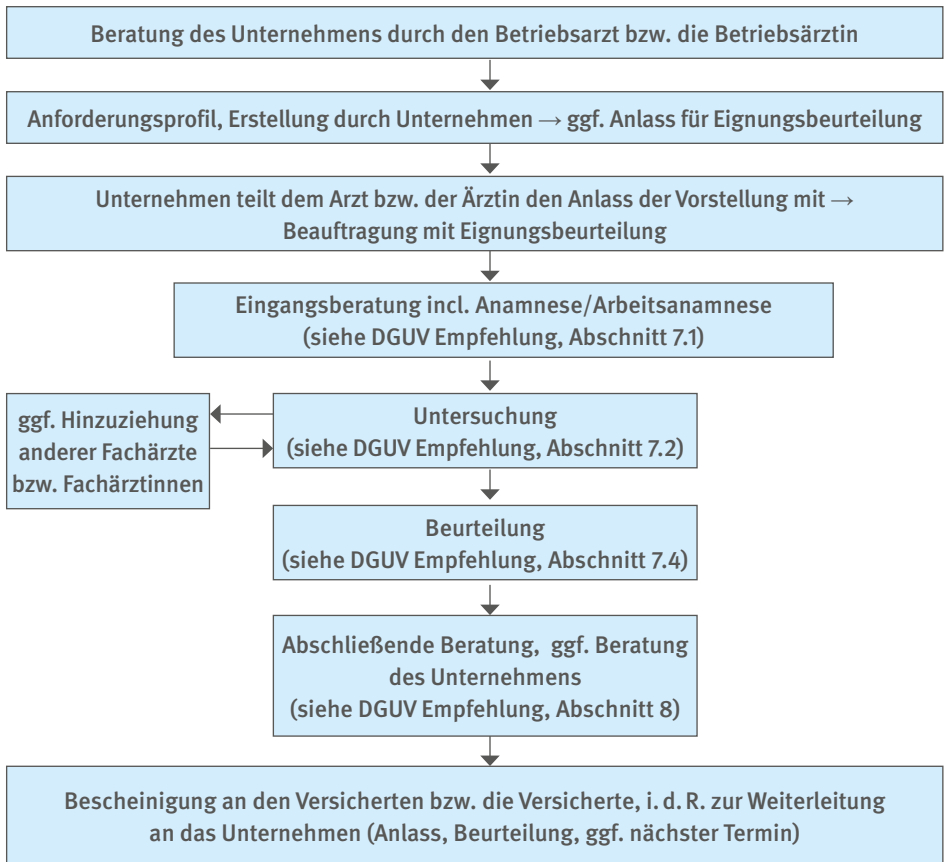 Beratung des Unternehmens durch den Betriebsarzt bzw. die Betriebsärztin
Anforderungsprofil, Erstellung durch Unternehmen → ggf. Anlass für Eignungsbeurteilung
Unternehmen teilt dem Arzt bzw. der Ärztin den Anlass der Vorstellung mit →
Beauftragung mit Eignungsbeurteilung
Eingangsberatung incl. Anamnese/Arbeitsanamnese
(siehe DGUV Empfehlung, Abschnitt 7.1)
ggf. Hinzuziehung
anderer Fachärzte
bzw. Fachärztinnen
Untersuchung
(siehe DGUV Empfehlung, Abschnitt 7.2)
Beurteilung
(siehe DGUV Empfehlung, Abschnitt 7.4)
Abschließende Beratung, ggf. Beratung
des Unternehmens
(siehe DGUV Empfehlung, Abschnitt 8)
Bescheinigung an den Versicherten bzw. die Versicherte, i. d. R. zur Weiterleitung
an das Unternehmen (Anlass, Beurteilung, ggf. nächster Termin)